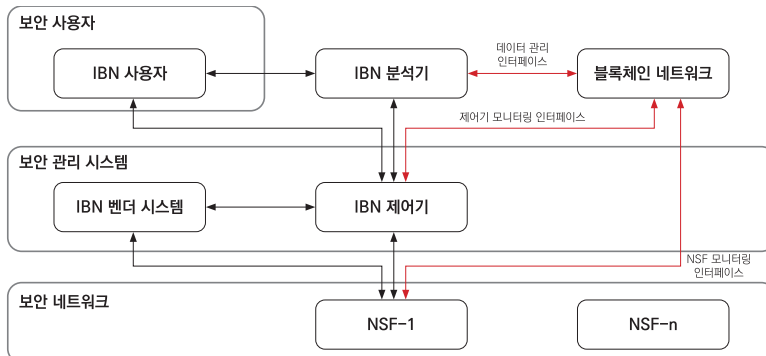 보안 사용자
IBN 사용자
IBN 분석기
데이터 관리
인터페이스
블록체인 네트워크
제어기 모니터링 인터페이스
보안 관리 시스템
IBN 벤더 시스템
IBN 제어기
NSF 모니터링
인터페이스
보안 네트워크
NSF-1
NSF-n